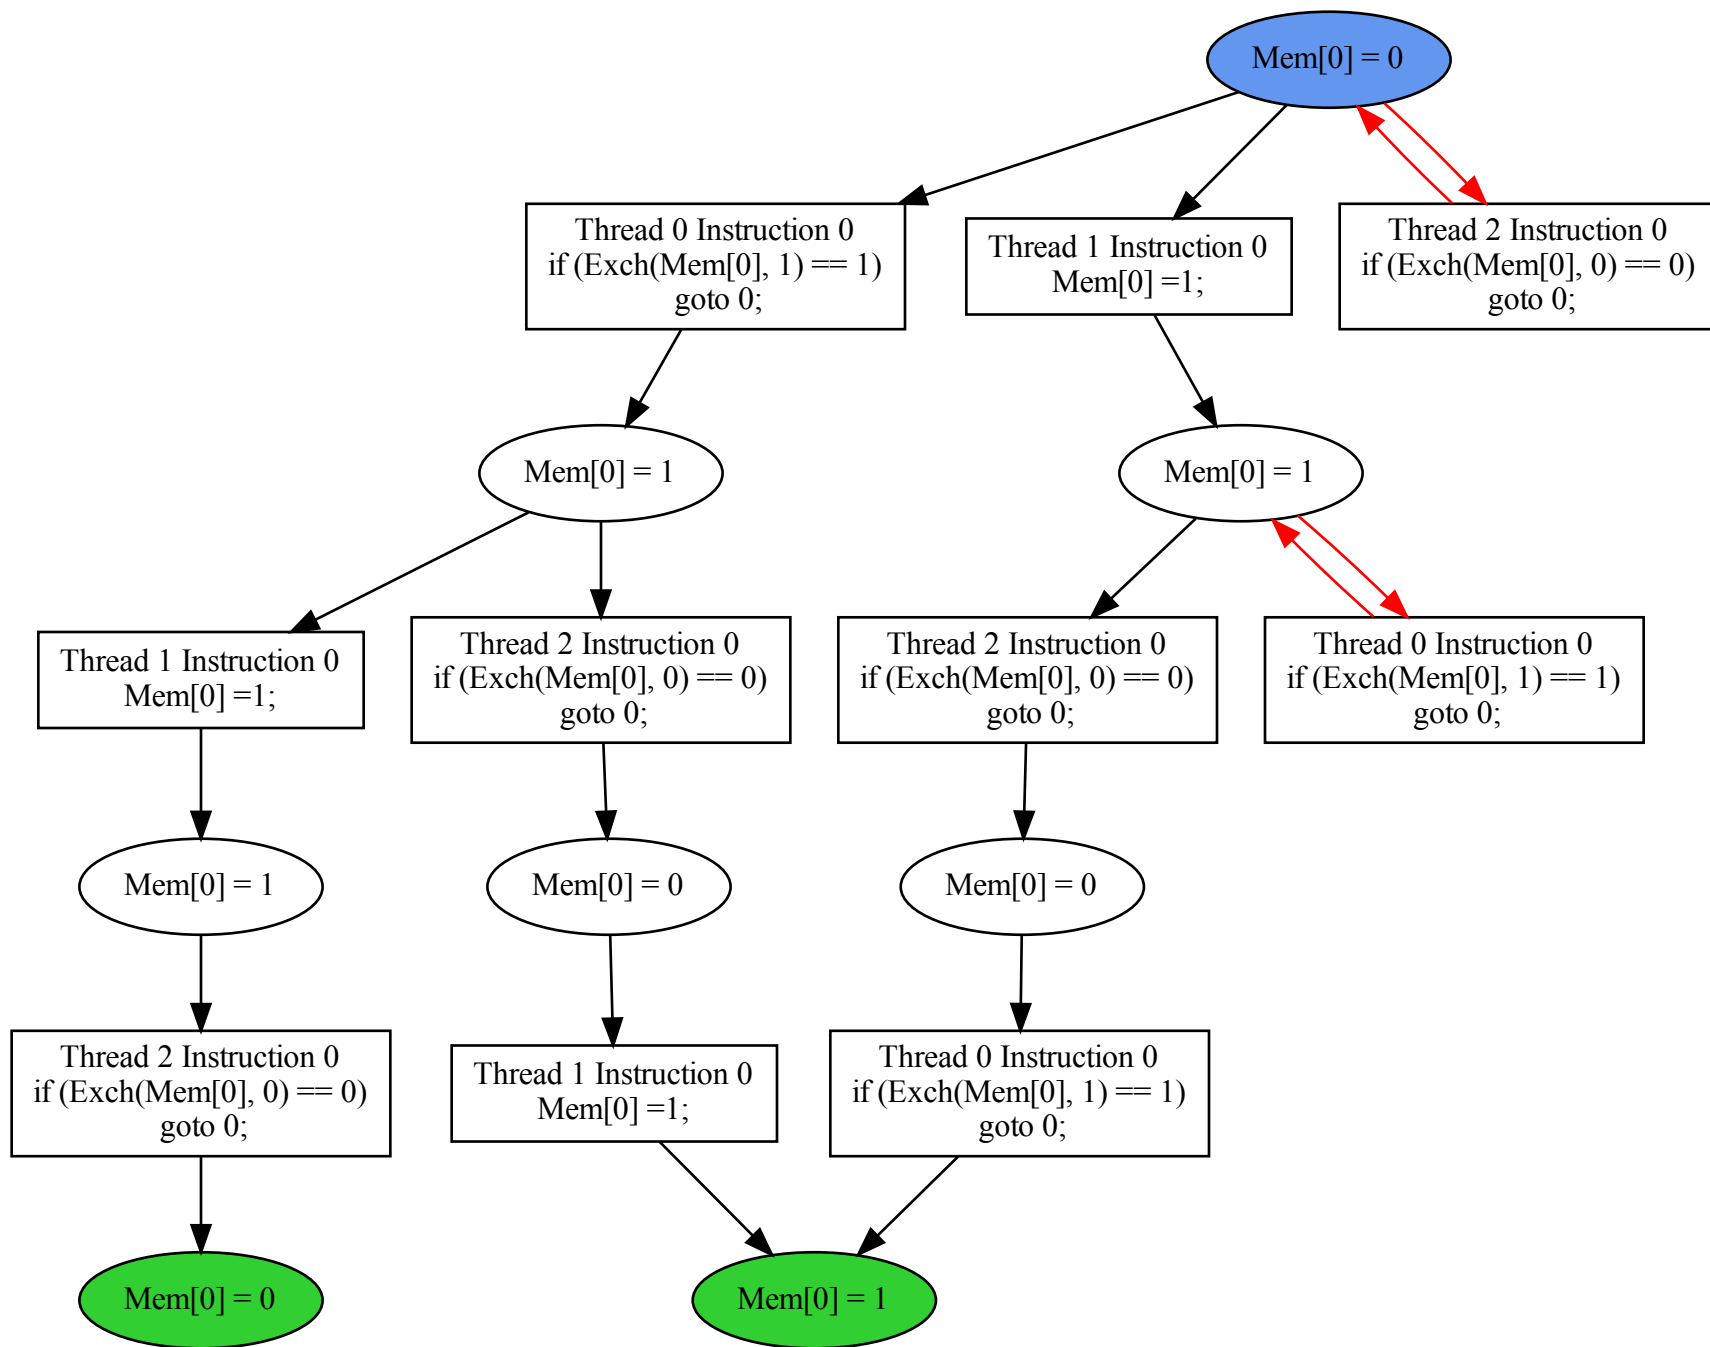 Mem[0] = 0
Thread 0 Instruction 0
if (Exch(Mem[0], 1) == 1)
goto 0;
Thread 1 Instruction 0
Mem[0] =1;
Thread 2 Instruction 0
if (Exch(Mem[0], 0) == 0)
goto 0;
Mem[0] = 1
Mem[0] = 1
Thread 1 Instruction 0
Mem[0] =1;
Thread 2 Instruction 0
if (Exch(Mem[0], 0) == 0)
goto 0;
Thread 2 Instruction 0
if (Exch(Mem[0], 0) == 0)
goto 0;
Thread 0 Instruction 0
if (Exch(Mem[0], 1) == 1)
goto 0;
Mem[0] = 1
Mem[0] = 0
Mem[0] = 0
Thread 2 Instruction 0
if (Exch(Mem[0], 0) == 0)
goto 0;
Thread 1 Instruction 0
Mem[0] =1;
Thread 0 Instruction 0
if (Exch(Mem[0], 1) == 1)
goto 0;
Mem[0] = 0
Mem[0] = 1